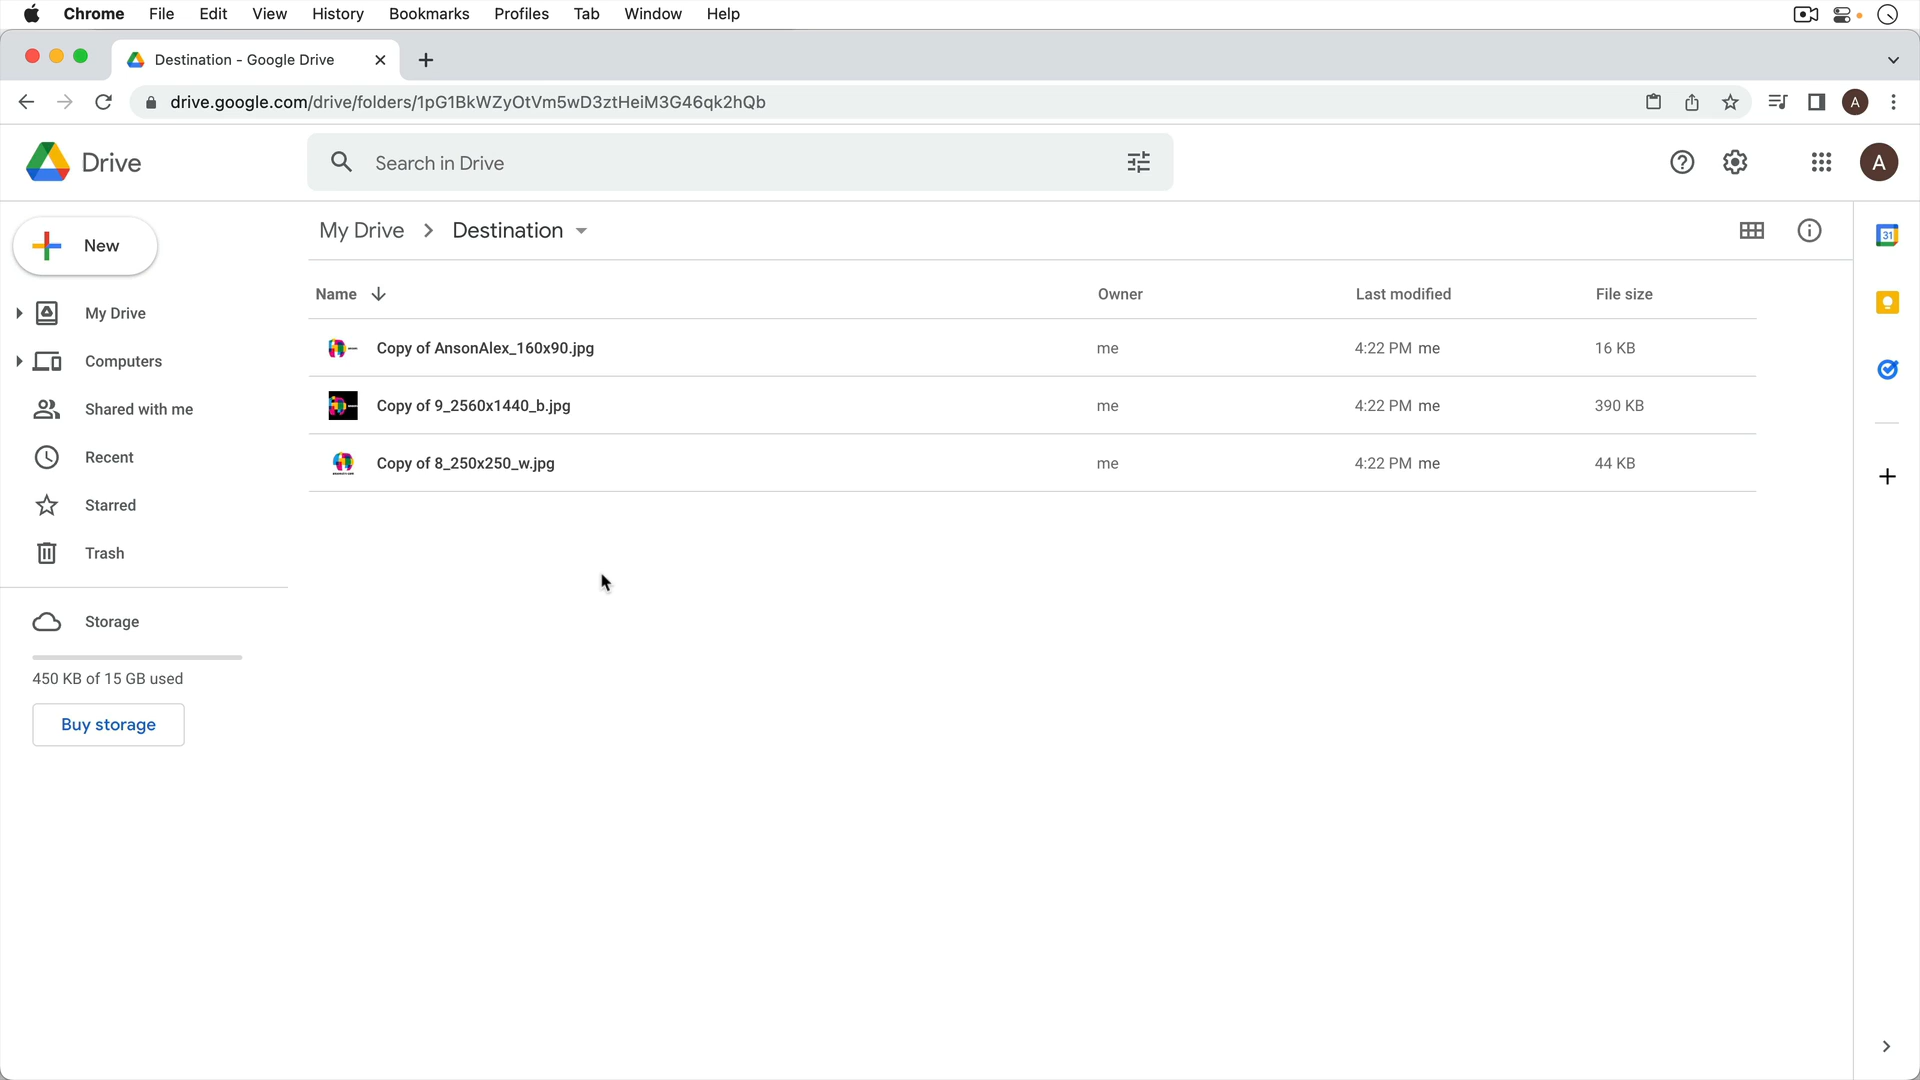 Chrome File Edit View History Bookmarks Profiles Tab Window Help
Destination - Google Drive
drive.google.com/drive/folders/1pG1BkWZyOtVm5wD3ztHeiM3G46qk2hQb
A
Drive
Search in Drive
A
New
My Drive
Computers
Shared with me
Recent
Starred
Trash
Storage
450 KB of 15 GB used
Buy storage
My Drive > Destination
Name Owner Last modified File size
Copy of AnsonAlex_160x90.jpg me 4:22 PM me 16 KB
Copy of 9_2560x1440_b.jpg me 4:22 PM me 390 KB
Copy of 8_250x250_w.jpg me 4:22 PM me 44 KB
31